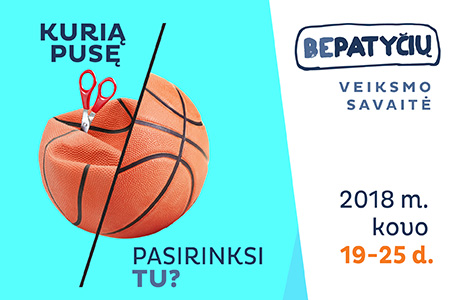 KURIĄ
PUSĘ
PASIRINKSI
TU?
BEPATYČIŲ
VEIKSMO
SAVAITĖ
2018 m.
kovo
19-25 d.